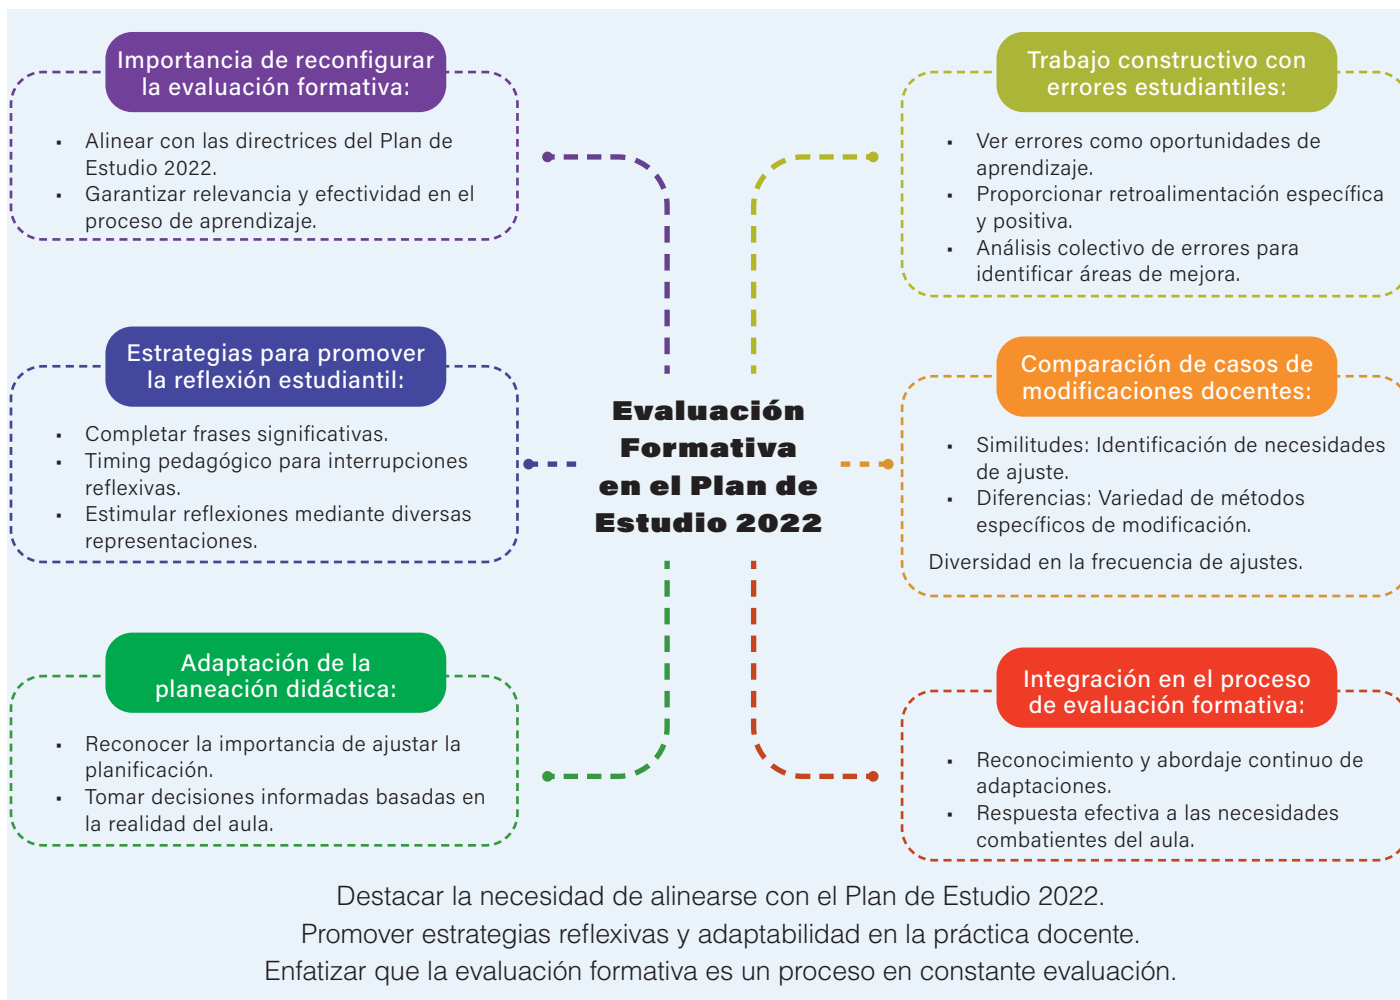 Importancia de reconfigurar
la evaluación formativa:
▪ Alinear con las directrices del Plan de
Estudio 2022.
▪ Garantizar relevancia y efectividad en el
proceso de aprendizaje.
Estrategias para promover
la reflexión estudiantil:
▪ Completar frases significativas.
▪ Timing pedagógico para interrupciones
reflexivas.
▪ Estimular reflexiones mediante diversas
representaciones.
Adaptación de la
planeación didáctica:
▪ Reconocer la importancia de ajustar la
planificación.
▪ Tomar decisiones informadas basadas en
la realidad del aula.
Evaluación
Formativa
en el Plan de
Estudio 2022
Trabajo constructivo con
errores estudiantiles:
▪ Ver errores como oportunidades de
aprendizaje.
▪ Proporcionar retroalimentación específica
y positiva.
▪ Análisis colectivo de errores para
identificar áreas de mejora.
Comparación de casos de
modificaciones docentes:
▪ Similitudes: Identificación de necesidades
de ajuste.
▪ Diferencias: Variedad de métodos
específicos de modificación.
Diversidad en la frecuencia de ajustes.
Integración en el proceso
de evaluación formativa:
▪ Reconocimiento y abordaje continuo de
adaptaciones.
▪ Respuesta efectiva a las necesidades
combatientes del aula.
Destacar la necesidad de alinearse con el Plan de Estudio 2022.
Promover estrategias reflexivas y adaptabilidad en la práctica docente.
Enfatizar que la evaluación formativa es un proceso en constante evaluación.